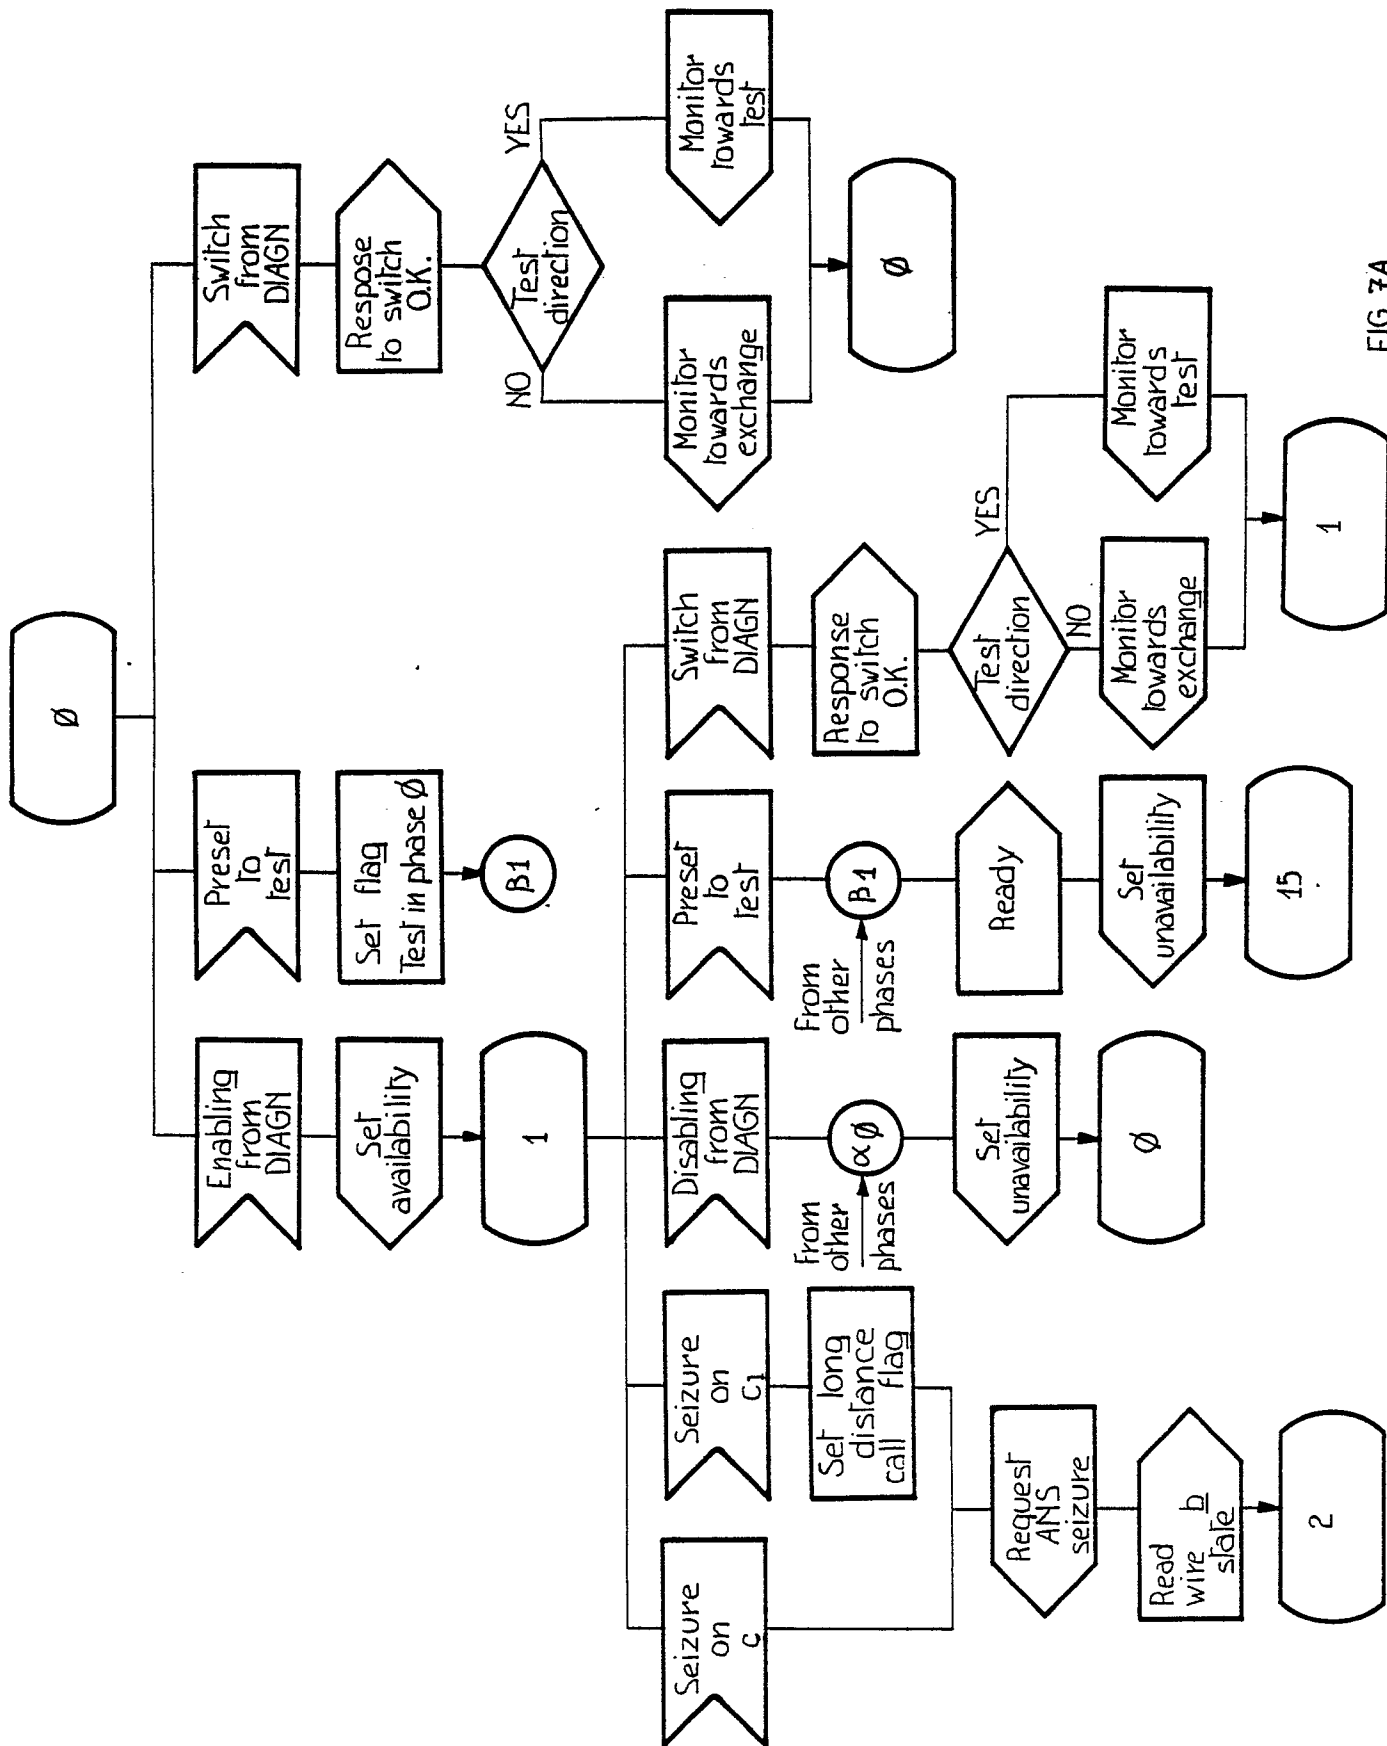 Ø
Enabling
from
DIAGN
Preset
to
test
Switch
from
DIAGN
Set
availability
Set flag
Test in phase Ø
Respose
to switch
O.K.
1
β1
Test
direction
NO
YES
Monitor
towards
exchange
Monitor
towards
test
Ø
Seizure
on
c
Seizure
on
C1
Disabling
from
DIAGN
Preset
to
test
Switch
from
DIAGN
Set long
distance
call flag
From
other
phases
αØ
From
other
phases
β1
Response
to switch
O.K.
Request
ANS
seizure
Set
unavailability
Ready
Test
direction
NO
YES
Read
wire b
state
Ø
Set
unavailability
Monitor
towards
exchange
Monitor
towards
test
2
15
1
FIG. 7A